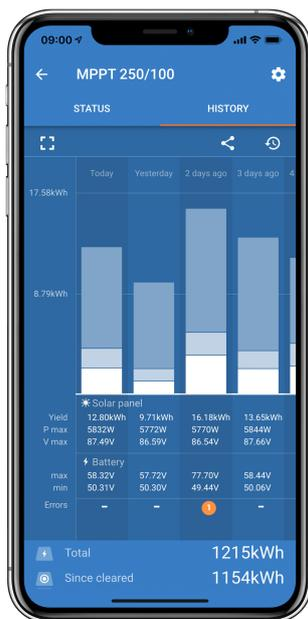 09:00
MPPT 250/100
STATUS HISTORY
Today Yesterday 2 days ago 3 days ago 4
17.58kWh
8.79kWh
Solar panel
Yield 12.80kWh 9.71kWh 16.18kWh 13.65kWh
P max 5832W 5772W 5770W 5844W
V max 87.49V 86.59V 86.54V 87.66V
Battery
max 58.32V 57.72V 77.70V 58.44V
min 50.31V 50.30V 49.44V 50.06V
Errors – – 1 –
Total 1215kWh
Since cleared 1154kWh